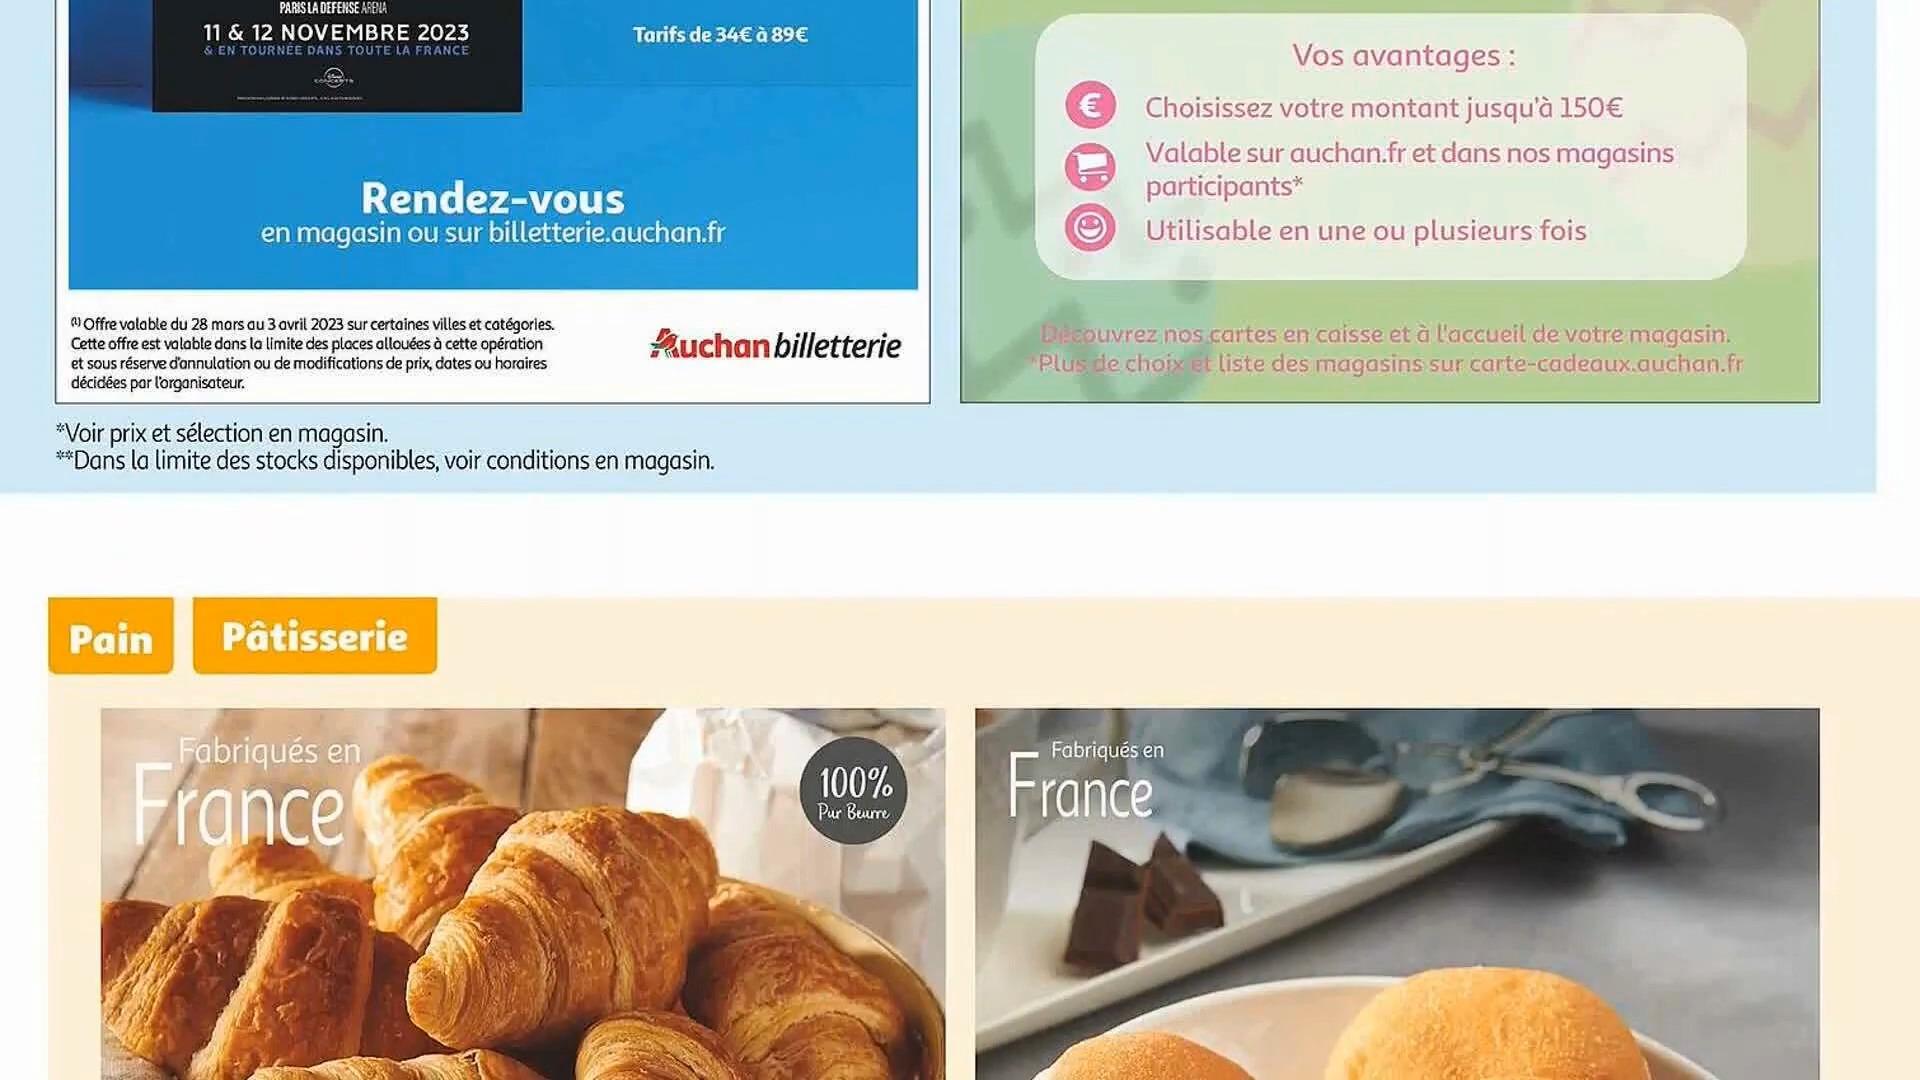 PARIS LA DEFENSE ARENA
11 & 12 NOVEMBRE 2023
& EN TOURNÉE DANS TOUTE LA FRANCE
Tarifs de 34€ à 89€
Rendez-vous
en magasin ou sur billetterie.auchan.fr
(1) Offre valable du 28 mars au 3 avril 2023 sur certaines villes et catégories.
Cette offre est valable dans la limite des places allouées à cette opération
et sous réserve d'annulation ou de modifications de prix, dates ou horaires
décidées par l'organisateur.
Auchan billetterie
Vos avantages :
€
Choisissez votre montant jusqu'à 150€
Valable sur auchan.fr et dans nos magasins
participants*
Utilisable en une ou plusieurs fois
Découvrez nos cartes en caisse et à l'accueil de votre magasin.
*Plus de choix et liste des magasins sur carte-cadeaux.auchan.fr
*Voir prix et sélection en magasin.
**Dans la limite des stocks disponibles, voir conditions en magasin.
Pain
Pâtisserie
Fabriqués en
France
100%
Pur Beurre
Fabriqués en
France